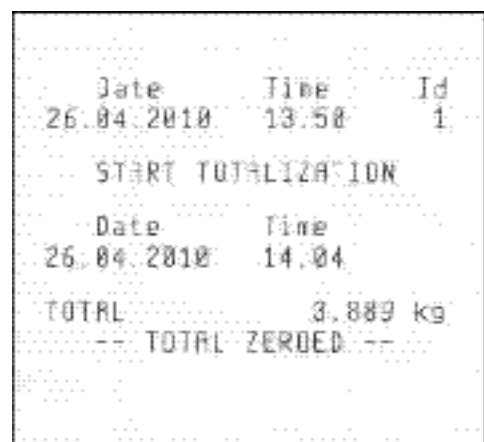 Date Time Id
26.04.2010 13.50 1
START TOTALIZATION
Date Time
26.04.2010 14.04
TOTAL 3.889 kg
-- TOTAL ZEROED --